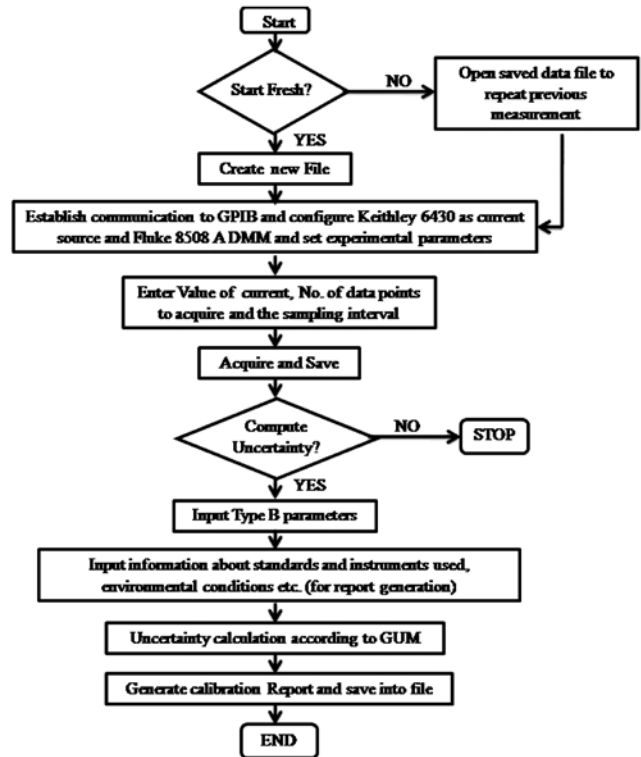 Start
Start Fresh?
NO
Open saved data file to
repeat previous
measurement
YES
Create new File
Establish communication to GPIB and configure Keithley 6430 as current
source and Fluke 8508 A DMM and set experimental parameters
Enter Value of current, No. of data points
to acquire and the sampling interval
Acquire and Save
Compute
Uncertainty?
NO
STOP
YES
Input Type B parameters
Input information about standards and instruments used,
environmental conditions etc. (for report generation)
Uncertainty calculation according to GUM
Generate calibration Report and save into file
END